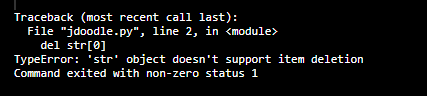 Traceback (most recent call last):
  File "jdoodle.py", line 2, in <module>
    del str[0]
TypeError: 'str' object doesn't support item deletion
Command exited with non-zero status 1